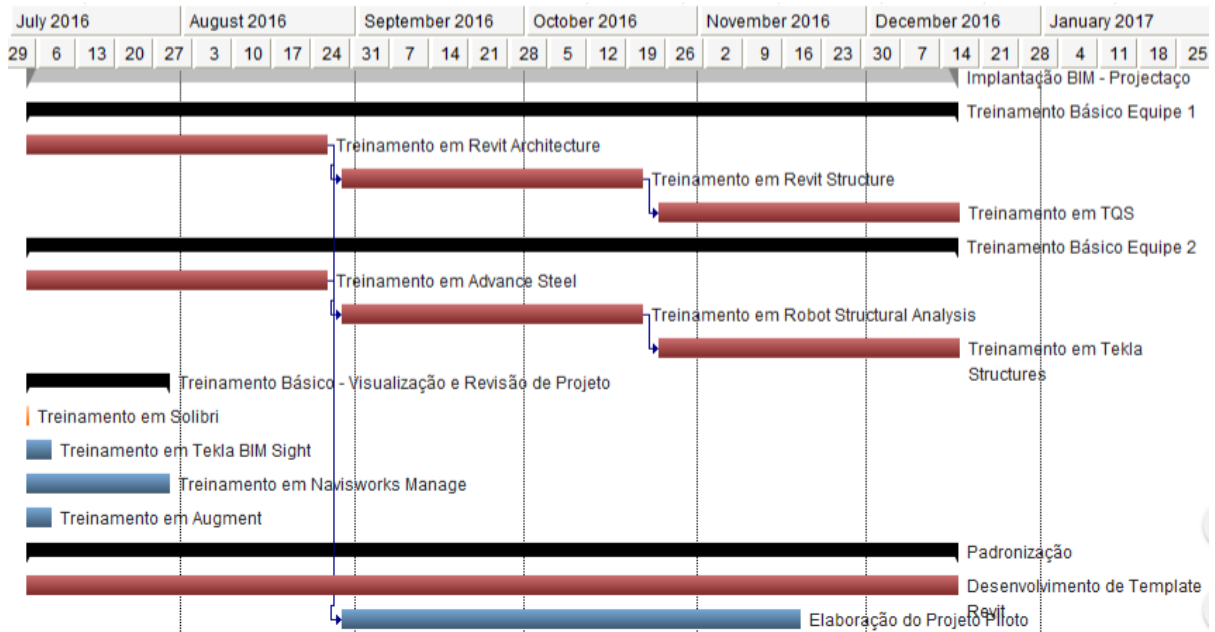 July 2016 August 2016 September 2016 October 2016 November 2016 December 2016 January 2017
29 6 13 20 27 3 10 17 24 31 7 14 21 28 5 12 19 26 2 9 16 23 30 7 14 21 28 4 11 18 25
Implantação BIM - Projectaço
Treinamento Básico Equipe 1
Treinamento em Revit Architecture
Treinamento em Revit Structure
Treinamento em TQS
Treinamento Básico Equipe 2
Treinamento em Advance Steel
Treinamento em Robot Structural Analysis
Treinamento em Tekla
Structures
Treinamento Básico - Visualização e Revisão de Projeto
Treinamento em Solibri
Treinamento em Tekla BIM Sight
Treinamento em Navisworks Manage
Treinamento em Augment
Padronização
Desenvolvimento de Template
Revit
Elaboração do Projeto Piloto